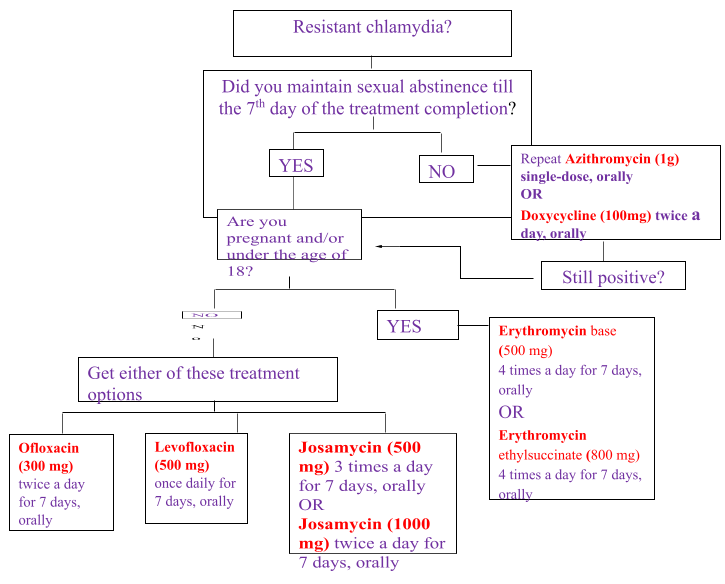 Resistant chlamydia?
Did you maintain sexual abstinence till
the 7th day of the treatment completion?
YES
NO
Repeat Azithromycin (1g)
single-dose, orally
OR
Doxycycline (100mg) twice a
day, orally
Still positive?
Are you
pregnant and/or
under the age of
18?
NO
N
o
YES
Erythromycin base
(500 mg)
4 times a day for 7 days,
orally
OR
Erythromycin
ethylsuccinate (800 mg)
4 times a day for 7 days,
orally
Get either of these treatment
options
Ofloxacin
(300 mg)
twice a day
for 7 days,
orally
Levofloxacin
(500 mg)
once daily for
7 days, orally
Josamycin (500
mg) 3 times a day
for 7 days, orally
OR
Josamycin (1000
mg) twice a day for
7 days, orally